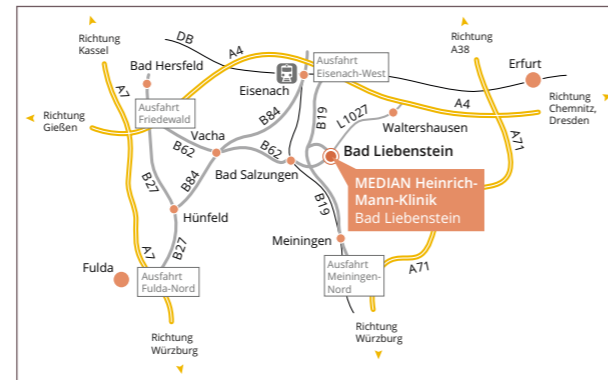 Richtung
Kassel
DB
A4
Ausfahrt
Eisenach-West
Richtung
A38
Erfurt
Bad Hersfeld
A7
Eisenach
Ausfahrt
Friedewald
B84
B19
L1027
A4
Richtung
Chemnitz,
Dresden
Richtung
Gießen
Vacha
Waltershausen
A71
B62
B62
Bad Liebenstein
Bad Salzungen
B27
B84
MEDIAN Heinrich-
Mann-Klinik
Bad Liebenstein
B19
Hünfeld
Meiningen
B27
A7
Fulda
Ausfahrt
Fulda-Nord
Ausfahrt
Meiningen-
Nord
A71
Richtung
Würzburg
Richtung
Würzburg